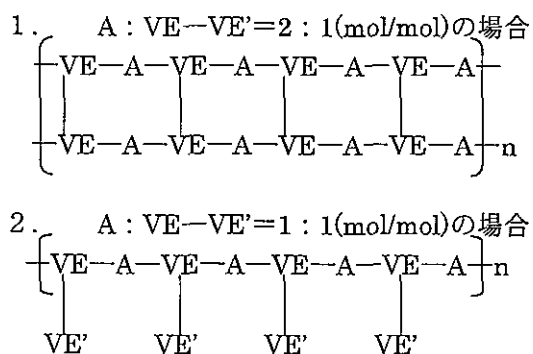 1. A:VE—VE'=2:1(mol/mol)の場合
VE—A—VE—A—VE—A—VE—A
VE—A—VE—A—VE—A—VE—A n
2. A:VE—VE'=1:1(mol/mol)の場合
VE—A—VE—A—VE—A—VE—A n
VE' VE' VE' VE'